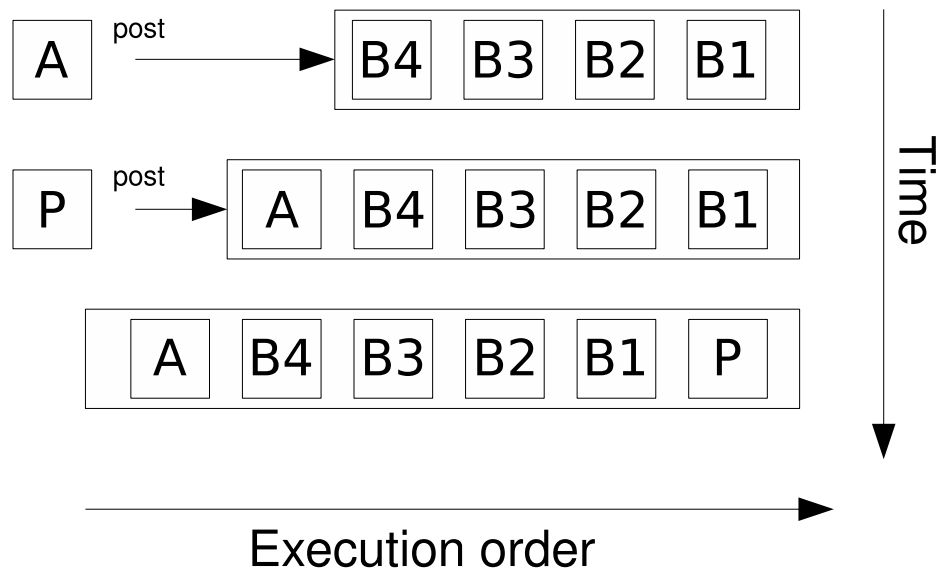 post
A B4 B3 B2 B1
post
P A B4 B3 B2 B1
A B4 B3 B2 B1 P
Time
Execution order